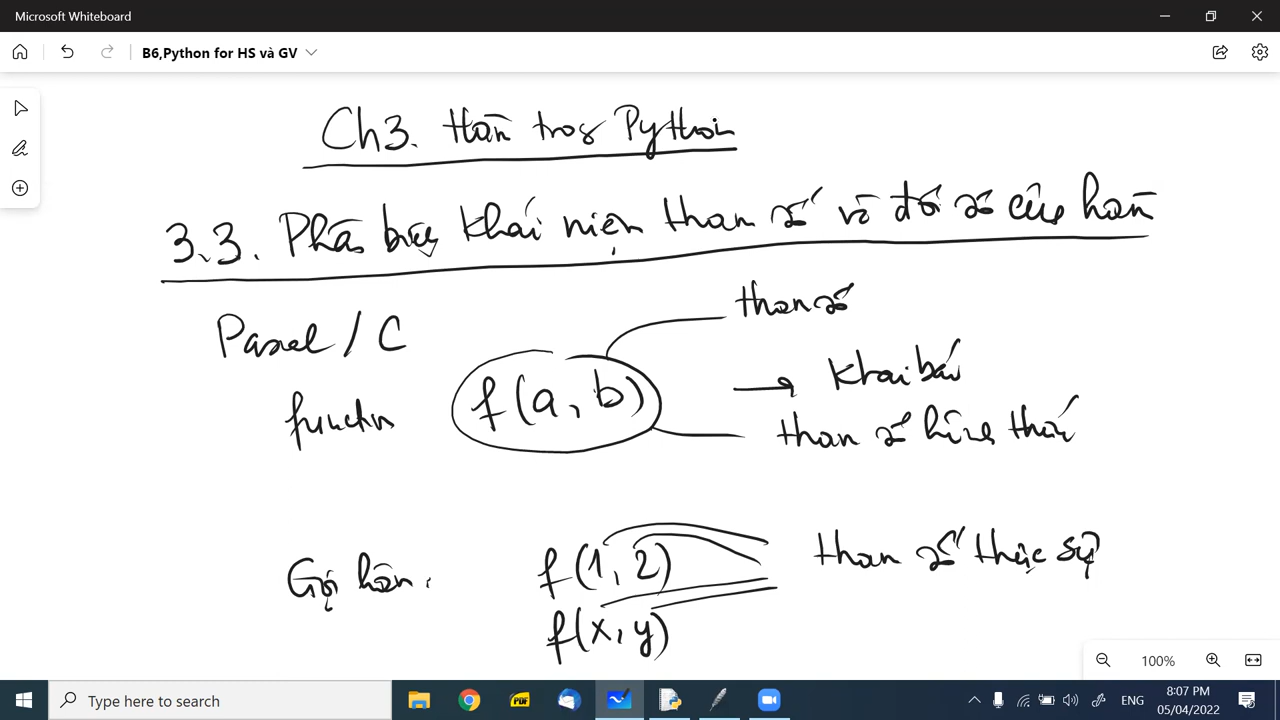 Microsoft Whiteboard
B6,Python for HS và GV
Ch3. Hàm trong Python
3.3. Phân biệt khái niệm tham số và đối số của hàm
Pascal / C
tham số
function f(a, b) → khai báo
tham số hình thức
Gọi hàm: f(1, 2) tham số thực sự
f(x, y)
100%
Type here to search
PDF
ENG
8:07 PM
05/04/2022